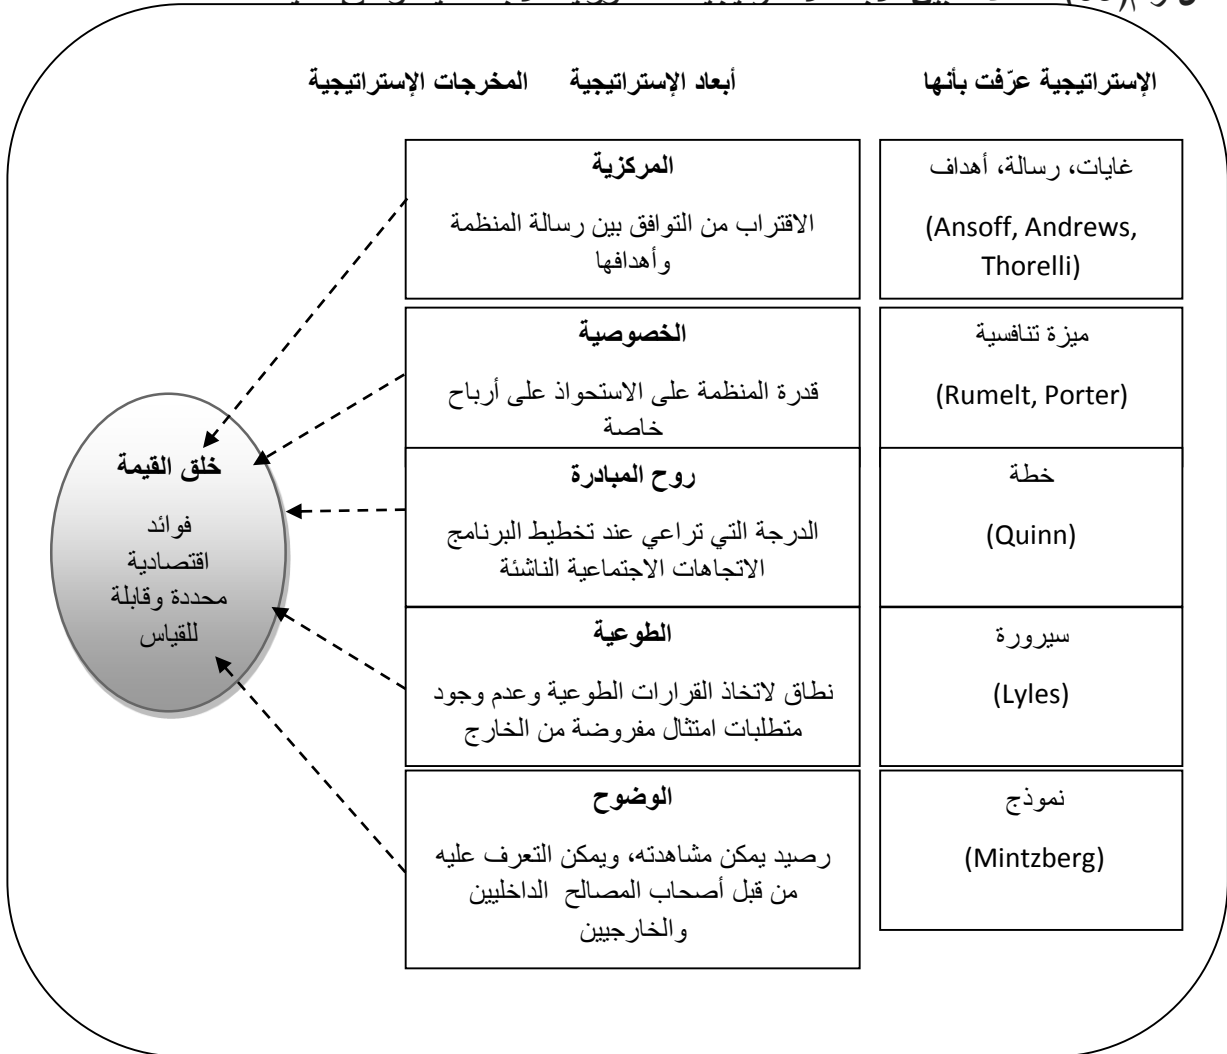 الإستراتيجية عرّفت بأنها
أبعاد الإستراتيجية
المخرجات الإستراتيجية
غايات، رسالة، أهداف
(Ansoff, Andrews,
Thorelli)
المركزية
الاقتراب من التوافق بين رسالة المنظمة
وأهدافها
ميزة تنافسية
(Rumelt, Porter)
الخصوصية
قدرة المنظمة على الاستحواذ على أرباح
خاصة
خطة
(Quinn)
روح المبادرة
الدرجة التي تراعي عند تخطيط البرنامج
الاتجاهات الاجتماعية الناشئة
سيرورة
(Lyles)
الطوعية
نطاق لاتخاذ القرارات الطوعية وعدم وجود
متطلبات امتثال مفروضة من الخارج
نموذج
(Mintzberg)
الوضوح
رصيد يمكن مشاهدته، ويمكن التعرف عليه
من قبل أصحاب المصالح الداخليين
والخارجيين
خلق القيمة
فوائد
اقتصادية
محددة وقابلة
للقياس